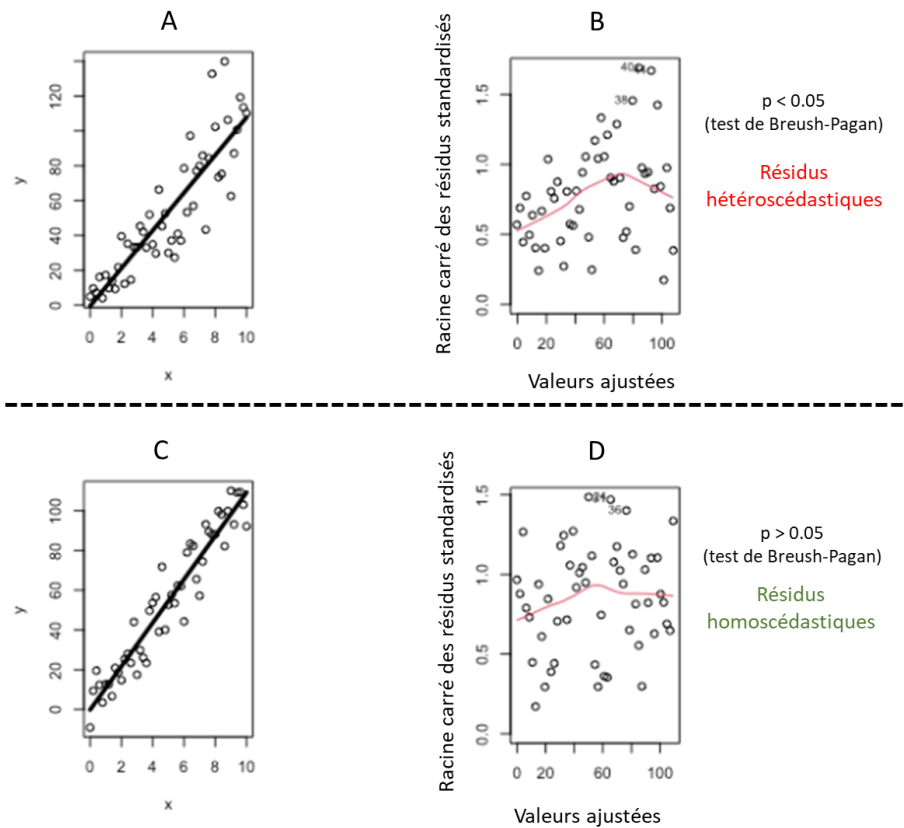 A
y
0 20 40 60 80 120
0 2 4 6 8 10
x
B
Racine carré des résidus standardisés
0.0 0.5 1.0 1.5
38
0 20 60 100
Valeurs ajustées
p < 0.05
(test de Breush-Pagan)
Résidus
hétéroscédastiques
C
y
0 20 40 60 80 100
0 2 4 6 8 10
x
D
Racine carré des résidus standardisés
0.0 0.5 1.0 1.5
36
0 20 60 100
Valeurs ajustées
p > 0.05
(test de Breush-Pagan)
Résidus
homoscédastiques